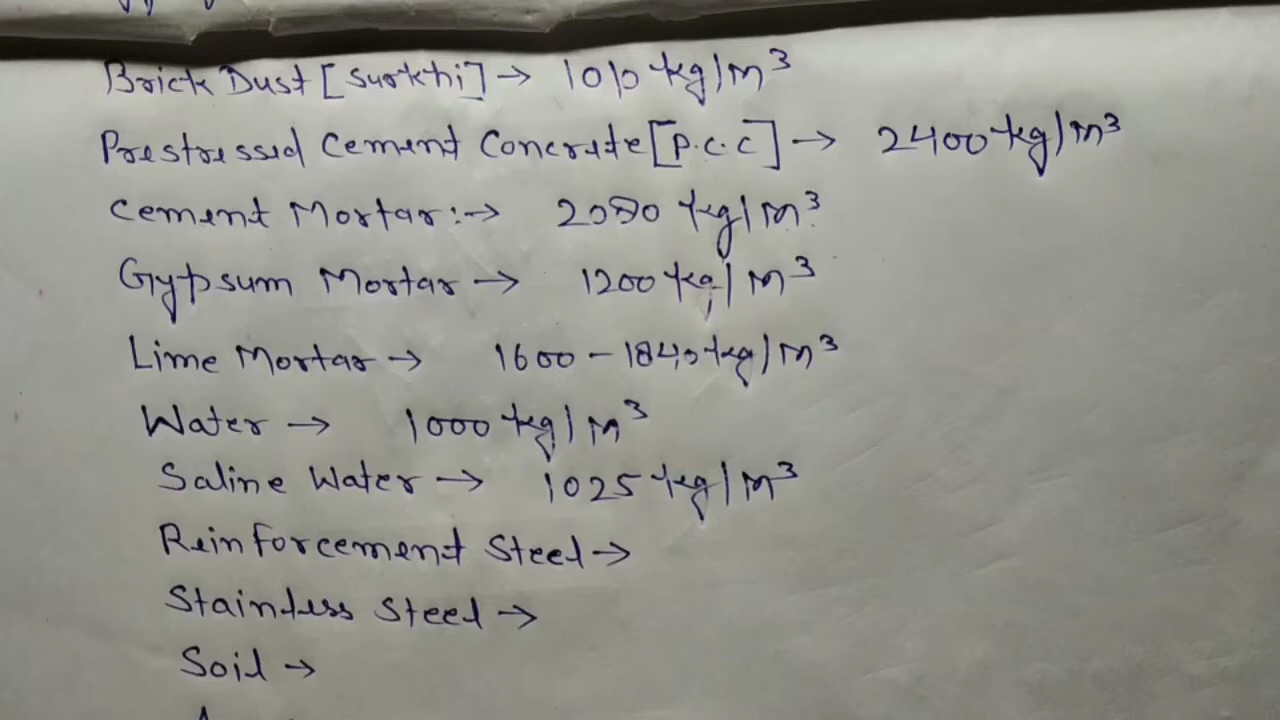 Brick Dust [Surkhi] → 1010 kg/m³
Prestressed Cement Concrete [P.C.C] → 2400 kg/m³
Cement Mortar:→ 2080 kg/m³
Gypsum Mortar → 1200 kg/m³
Lime Mortar → 1600 - 1840 kg/m³
Water → 1000 kg/m³
Saline Water → 1025 kg/m³
Reinforcement Steel →
Stainless Steel →
Soil →